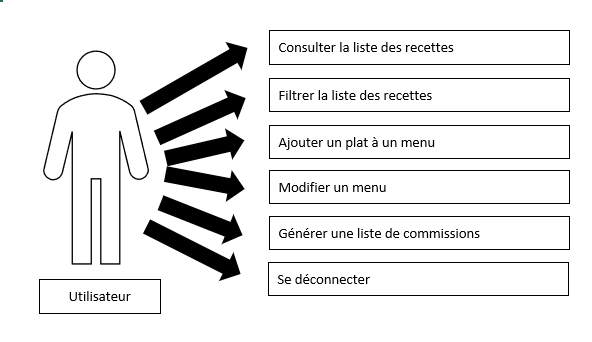 Consulter la liste des recettes
Filtrer la liste des recettes
Ajouter un plat à un menu
Modifier un menu
Générer une liste de commissions
Se déconnecter
Utilisateur